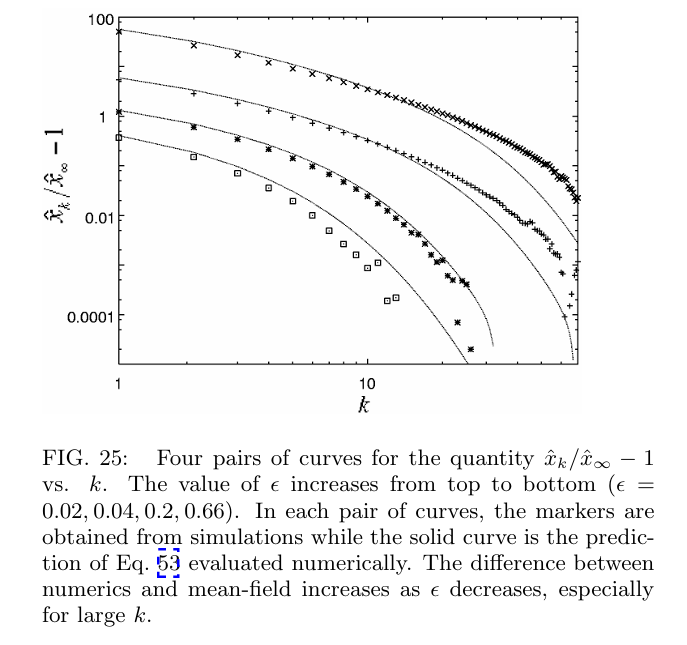 100
1
0.01
0.0001
x̂ₖ/x̂∞ − 1
1
10
k
FIG. 25: Four pairs of curves for the quantity x̂ₖ/x̂∞ − 1
vs. k. The value of ϵ increases from top to bottom (ϵ =
0.02, 0.04, 0.2, 0.66). In each pair of curves, the markers are
obtained from simulations while the solid curve is the predic-
tion of Eq. 53 evaluated numerically. The difference between
numerics and mean-field increases as ϵ decreases, especially
for large k.